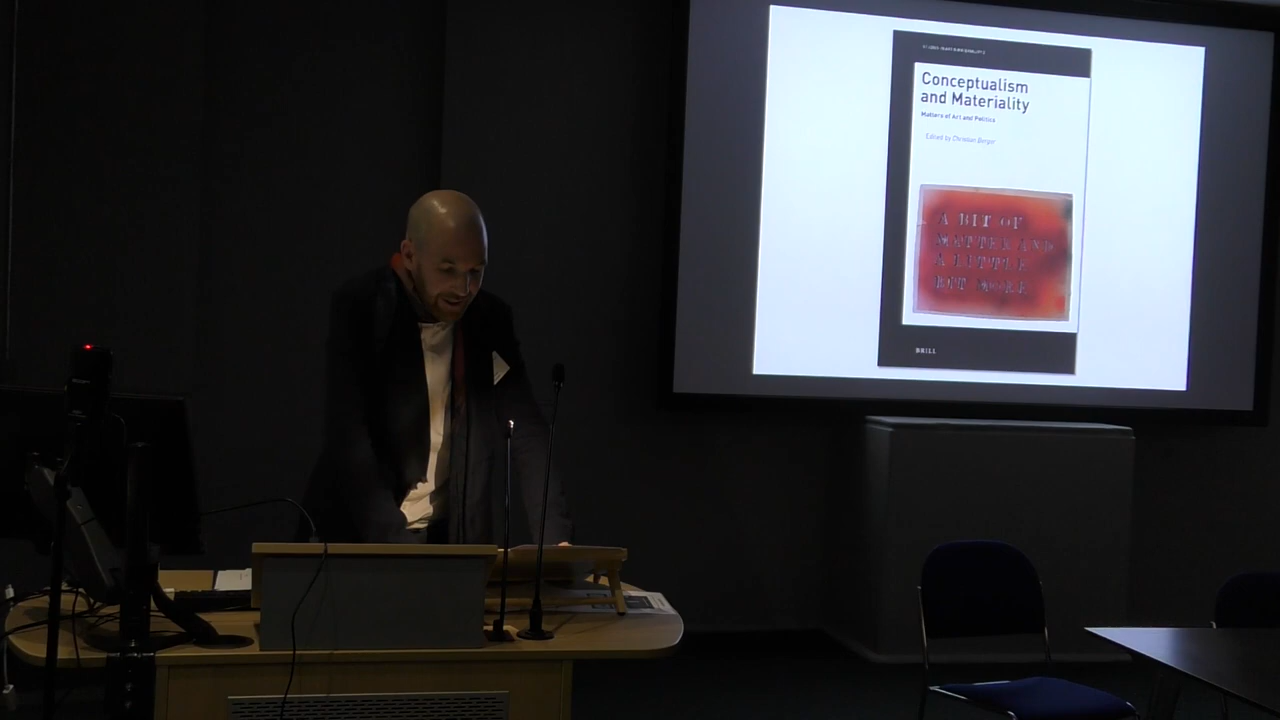 Conceptualism
and Materiality
Matters of Art and Politics
Edited by Christian Berger
A BIT OF
MATTER AND
A LITTLE
BIT MORE
BRILL